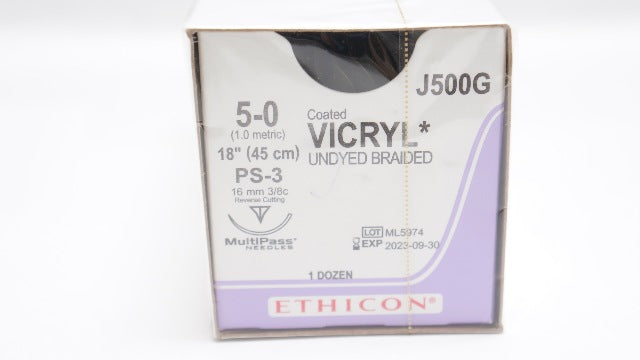 J500G
5-0
(1.0 metric)
18" (45 cm)
PS-3
16 mm 3/8c
Reverse Cutting
MultiPass®
NEEDLES
Coated
VICRYL*
UNDYED BRAIDED
LOT ML5974
EXP 2023-09-30
1 DOZEN
ETHICON®